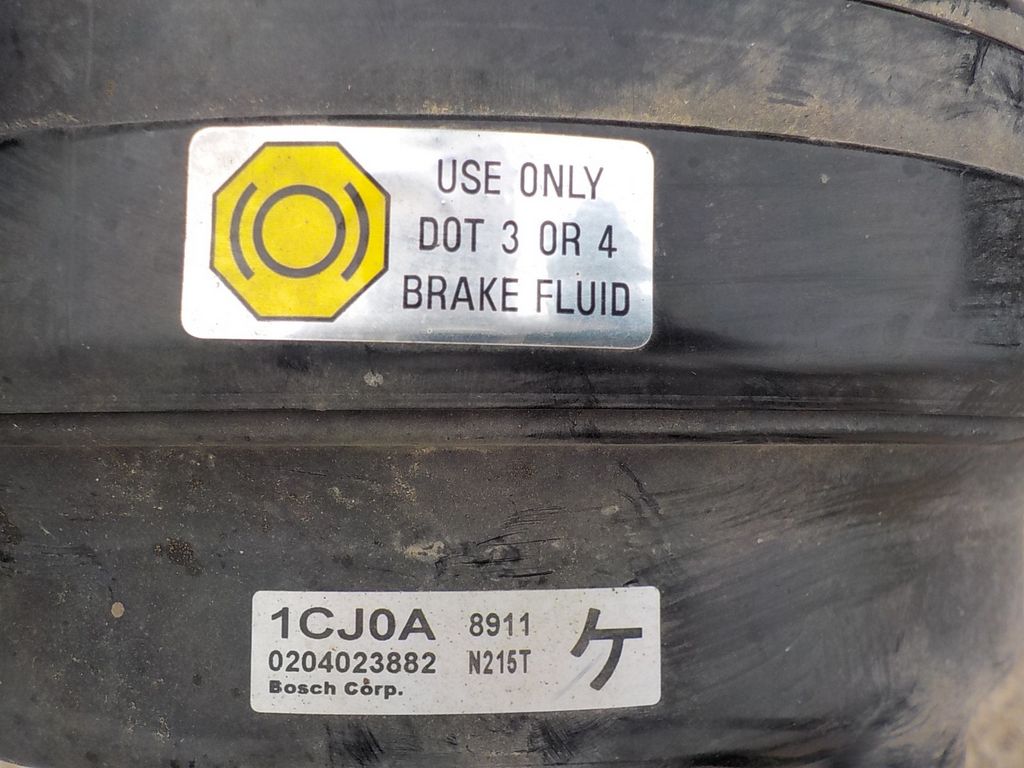 USE ONLY
DOT 3 OR 4
BRAKE FLUID
1CJ0A 8911 ケ
0204023882 N215T
Bosch Corp.